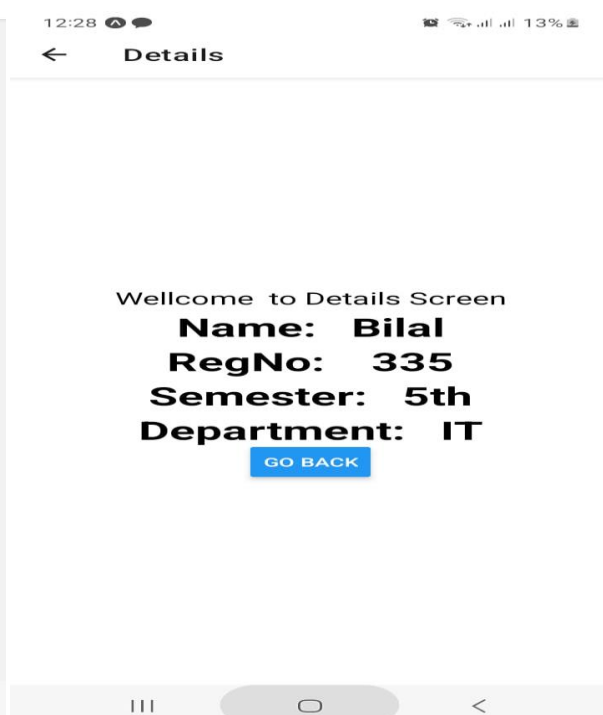 12:28 13%
Details
Wellcome to Details Screen
Name: Bilal
RegNo: 335
Semester: 5th
Department: IT
GO BACK